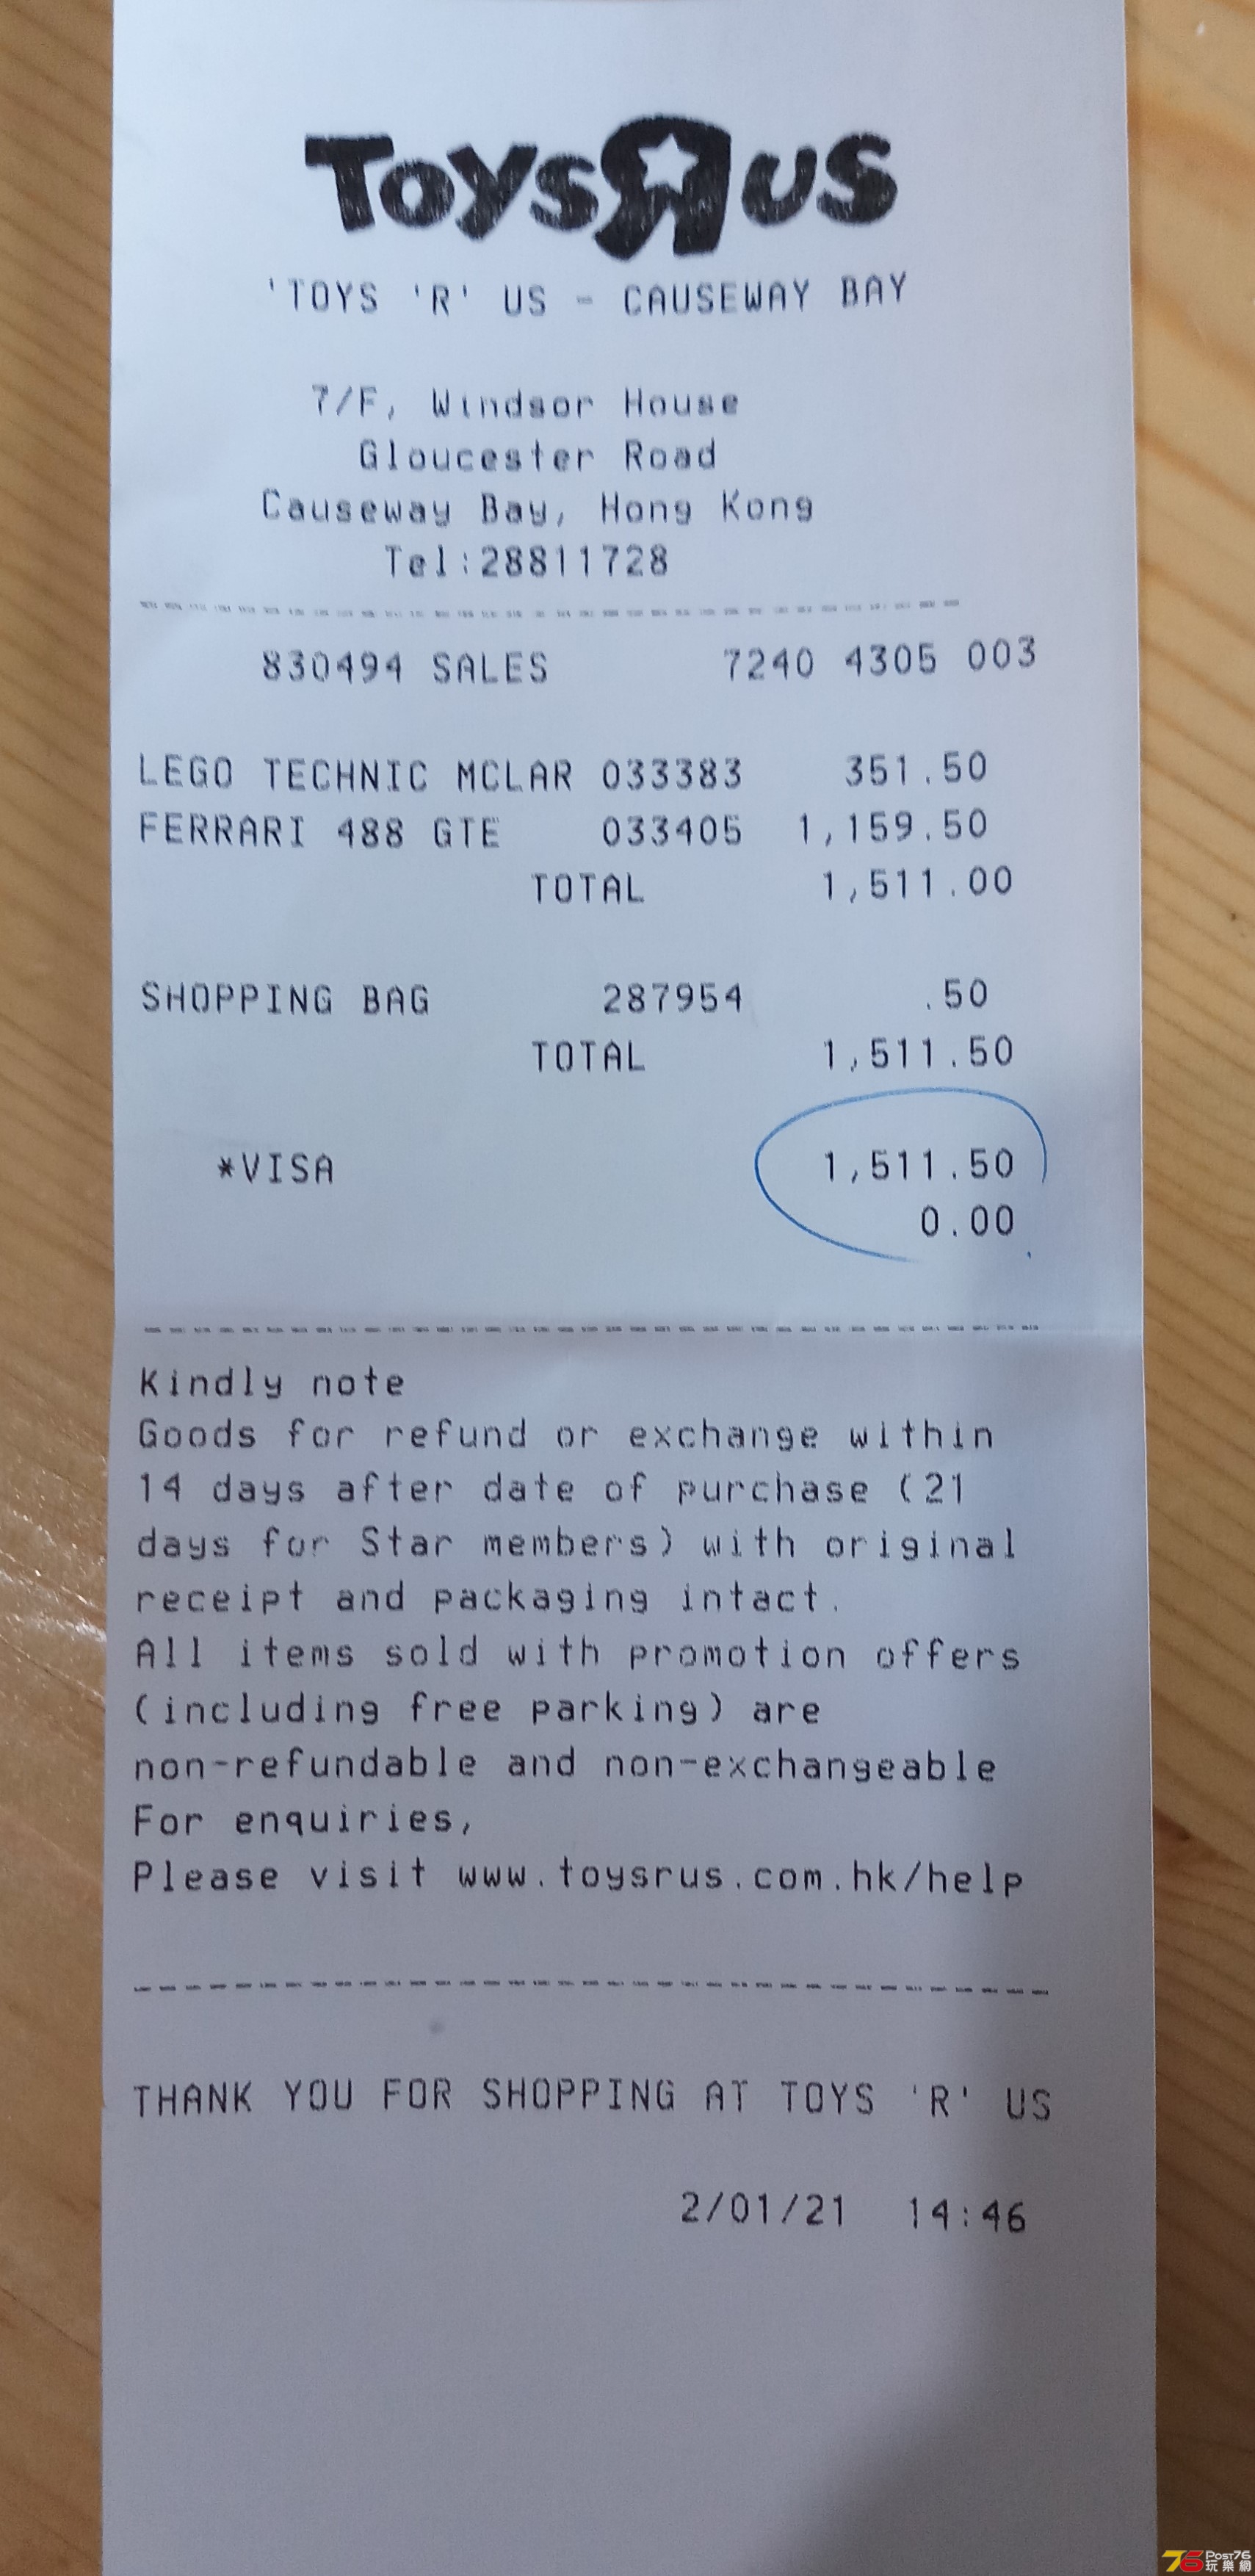 ToysRus
'TOYS 'R' US - CAUSEWAY BAY
7/F, Windsor House
Gloucester Road
Causeway Bay, Hong Kong
Tel:28811728
830494 SALES 7240 4305 003
LEGO TECHNIC MCLAR 033383 351.50
FERRARI 488 GTE 033405 1,159.50
TOTAL 1,511.00
SHOPPING BAG 287954 .50
TOTAL 1,511.50
*VISA 1,511.50
0.00
Kindly note
Goods for refund or exchange within
14 days after date of purchase (21
days for Star members) with original
receipt and packaging intact.
All items sold with promotion offers
(including free parking) are
non-refundable and non-exchangeable
For enquiries,
Please visit www.toysrus.com.hk/help
THANK YOU FOR SHOPPING AT TOYS 'R' US
2/01/21 14:46
76 Post76
玩樂網